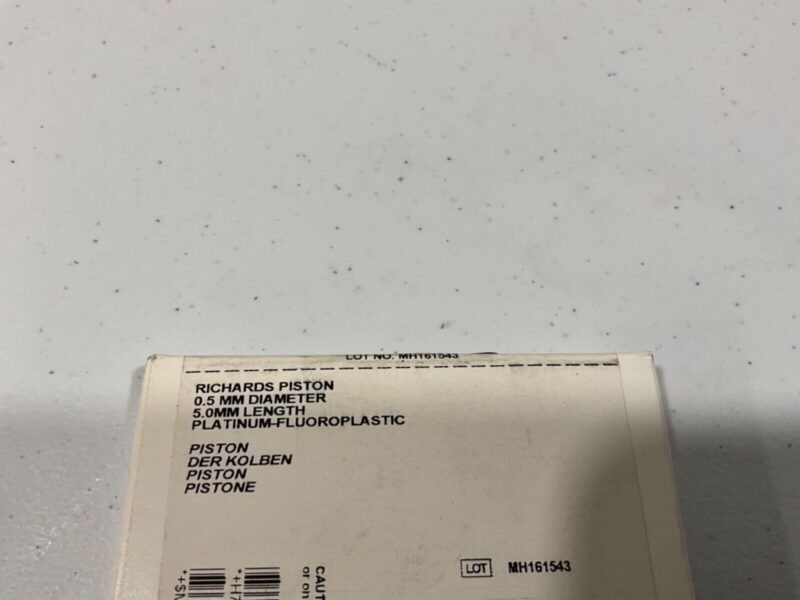 LOT NO. MH161543
RICHARDS PISTON
0.5 MM DIAMETER
5.0MM LENGTH
PLATINUM-FLUOROPLASTIC
PISTON
DER KOLBEN
PISTON
PISTONE
LOT MH161543